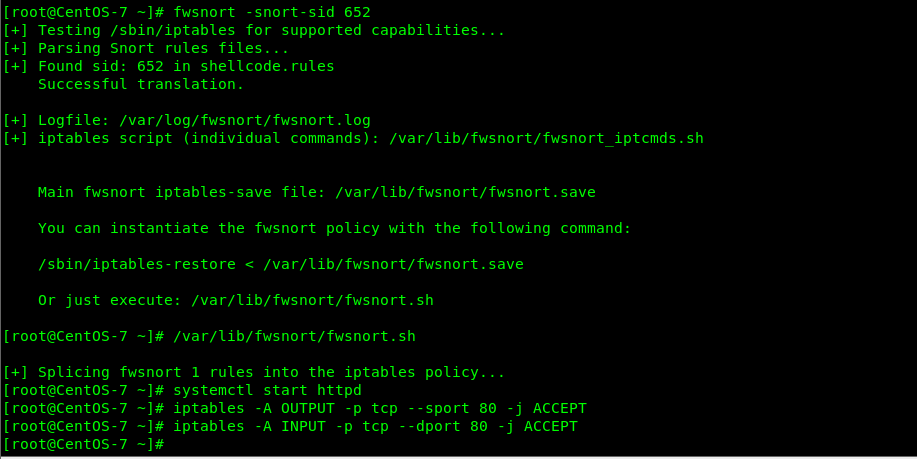 [root@CentOS-7 ~]# fwsnort -snort-sid 652
[+] Testing /sbin/iptables for supported capabilities...
[+] Parsing Snort rules files...
[+] Found sid: 652 in shellcode.rules
    Successful translation.
[+] Logfile: /var/log/fwsnort/fwsnort.log
[+] iptables script (individual commands): /var/lib/fwsnort/fwsnort_iptcmds.sh
    Main fwsnort iptables-save file: /var/lib/fwsnort/fwsnort.save
    You can instantiate the fwsnort policy with the following command:
    /sbin/iptables-restore < /var/lib/fwsnort/fwsnort.save
    Or just execute: /var/lib/fwsnort/fwsnort.sh
[root@CentOS-7 ~]# /var/lib/fwsnort/fwsnort.sh
[+] Splicing fwsnort 1 rules into the iptables policy...
[root@CentOS-7 ~]# systemctl start httpd
[root@CentOS-7 ~]# iptables -A OUTPUT -p tcp --sport 80 -j ACCEPT
[root@CentOS-7 ~]# iptables -A INPUT -p tcp --dport 80 -j ACCEPT
[root@CentOS-7 ~]#